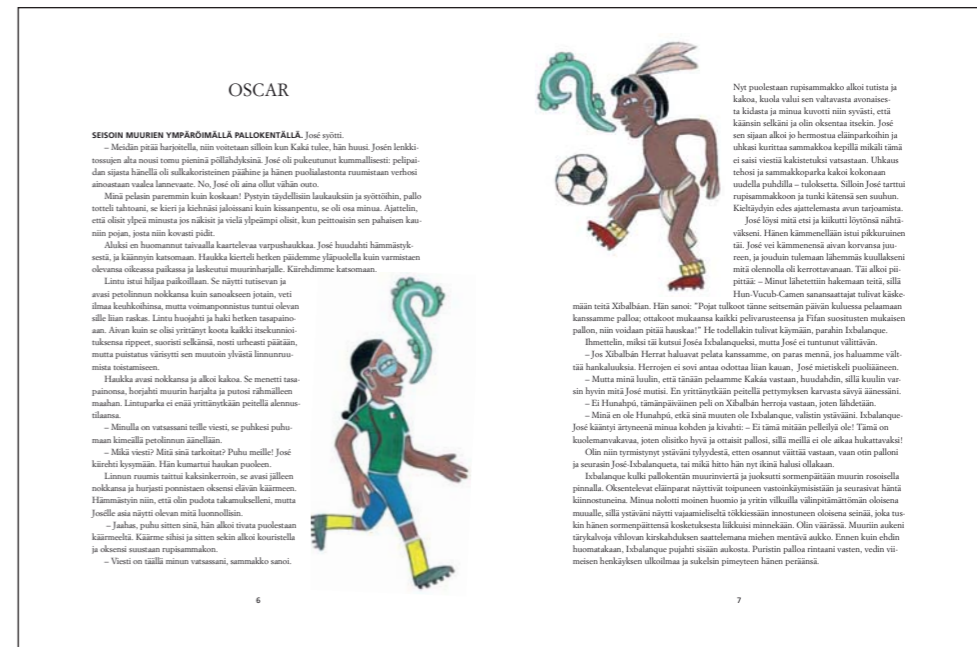 OSCAR
SEISOIN MUURIEN YMPÄRÖIMÄLLÄ PALLOKENTÄLLÄ. José syötti.
– Meidän pitää harjoitella, niin voitetaan silloin kun Kaká tulee, hän huusi. Josén lenkki-
tossujen alta nousi tomu pieninä pöllähdyksinä. José oli pukeutunut kummallisesti: pelipai-
dan sijasta hänellä oli sulkakoristeinen päähine ja hänen puolialastonta ruumistaan verhosi
ainoastaan vaalea lannevaate. No, José oli aina ollut vähän outo.
Minä pelasin paremmin kuin koskaan! Pystyin täydellisiin laukauksiin ja syöttöihin, pallo
totteli tahtoani, se kieri ja kiehnäsi jaloissani kuin kissanpentu, se oli osa minua. Ajattelin,
että olisit ylpeä minusta jos näkisit ja vielä ylpeämpi olisit, kun peittoaisin sen pahaisen kau-
niin pojan, josta niin kovasti pidit.
Aluksi en huomannut taivaalla kaartelevaa varpushaukkaa. José huudahti hämmästyk-
sestä, ja käännyin katsomaan. Haukka kierteli hetken päidemme yläpuolella kuin varmistaen
olevansa oikeassa paikassa ja laskeutui muurinharjalle. Kiirehdimme katsomaan.
Lintu istui hiljaa paikoillaan. Se näytti tutisevan ja
avasi petolinnun nokkansa kuin sanoakseen jotain, veti
ilmaa keuhkoihinsa, mutta voimanponnistus tuntui olevan
sille liian raskas. Lintu huojahti ja haki hetken tasapaino-
aan. Aivan kuin se olisi yrittänyt koota kaikki itsekunnioi-
tuksensa rippeet, suoristi selkänsä, nosti urheasti päätään,
mutta puistatus värisytti sen muutoin ylvästä linnunruu-
mista toistamiseen.
Haukka avasi nokkansa ja alkoi kakoa. Se menetti tasa-
painonsa, horjahti muurin harjalta ja putosi rähmälleen
maahan. Lintuparka ei enää yrittänytkään peitellä alennus-
tilaansa.
– Minulla on vatsassani teille viesti, se puhkesi puhu-
maan kimeällä petolinnun äänellään.
– Mikä viesti? Mitä sinä tarkoitat? Puhu meille! José
kiirehti kysymään. Hän kumartui haukan puoleen.
Linnun ruumis taittui kaksinkerroin, se avasi jälleen
nokkansa ja hurjasti ponnistaen oksensi elävän käärmeen.
Hämmästyin niin, että olin pudota takamukselleni, mutta
Josélle asia näytti olevan mitä luonnollisin.
– Jaahas, puhu sitten sinä, hän alkoi tivata puolestaan
käärmeeltä. Käärme sihisi ja sitten sekin alkoi kouristella
ja oksensi suustaan rupisammakon.
– Viesti on täällä minun vatsassani, sammakko sanoi.
6
Nyt puolestaan rupisammakko alkoi tutista ja
kakoa, kuola valui sen valtavasta avonaises-
ta kidasta ja minua kuvotti niin syvästi, että
käänsin selkäni ja olin oksentaa itsekin. José
sen sijaan alkoi jo hermostua eläinparkoihin ja
uhkasi kurittaa sammakkoa kepillä mikäli tämä
ei saisi viestiä kakistetuksi vatsastaan. Uhkaus
tehosi ja sammakkoparka kakoi kokonaan
uudella puhdilla – tuloksetta. Silloin José tarttui
rupisammakkoon ja tunki kätensä sen suuhun.
Kieltäydyin edes ajattelemasta avun tarjoamista.
José löysi mitä etsi ja kiikutti löytönsä nähtä-
väkseni. Hänen kämmenellään istui pikkuruinen
täi. José vei kämmenensä aivan korvansa juu-
reen, ja jouduin tulemaan lähemmäs kuullakseni
mitä olennolla oli kerrottavanaan. Täi alkoi pii-
pittää: – Minut lähetettiin hakemaan teitä, sillä
Hun-Vucub-Camen sanansaattajat tulivat käske-
mään teitä Xibalbáan. Hän sanoi: "Pojat tulkoot tänne seitsemän päivän kuluessa pelaamaan
kanssamme palloa; ottakoot mukaansa kaikki pelivarusteensa ja Fifan suositusten mukaisen
pallon, niin voidaan pitää hauskaa!" He todellakin tulivat käymään, parahin Ixbalanque.
Ihmettelin, miksi täi kutsui Joséa Ixbalanqueksi, mutta José ei tuntunut välittävän.
– Jos Xibalbán Herrat haluavat pelata kanssamme, on paras mennä, jos haluamme vält-
tää hankaluuksia. Herrojen ei sovi antaa odottaa liian kauan, José mietiskeli puoliääneen.
– Mutta minä luulin, että tänään pelaamme Kakáa vastaan, huudahdin, sillä kuulin var-
sin hyvin mitä José mutisi. En yrittänytkään peitellä pettymyksen karvasta sävyä äänessäni.
– Ei Hunahpú, tämänpäiväinen peli on Xibalbán herroja vastaan, joten lähdetään.
– Minä en ole Hunahpú, etkä sinä muuten ole Ixbalanque, valistin ystävääni. Ixbalanque-
José kääntyi ärtyneenä minua kohden ja kivahti: – Ei tämä mitään pelleilyä ole! Tämä on
kuolemanvakavaa, joten olisitko hyvä ja ottaisit pallosi, sillä meillä ei ole aikaa hukattavaksi!
Olin niin tyrmistynyt ystäväni tylyydestä, etten osannut väittää vastaan, vaan otin palloni
ja seurasin José-Ixbalanqueta, tai mikä hitto hän nyt ikinä halusi ollakaan.
Ixbalanque kulki pallokentän muurinviertä ja juoksutti sormenpäitään muurin rosoisella
pinnalla. Oksentelevat eläinparat näyttivät toipuneen vastoinkäymisistään ja seurasivat häntä
kiinnostuneina. Minua nolotti moinen huomio ja yritin vilkuilla välinpitämättömän oloisena
muualle, sillä ystäväni näytti vajaamieliseltä tökkiessään innostuneen oloisena seinää, joka tus-
kin hänen sormenpäittensä kosketuksesta liikkuisi minnekään. Olin väärässä. Muuriin aukeni
tärykalvoja vihlovan kirskahduksen saattelemana miehen mentävä aukko. Ennen kuin ehdin
huomatakaan, Ixbalanque pujahti sisään aukosta. Puristin palloa rintaani vasten, vedin vii-
meisen henkäyksen ulkoilmaa ja sukelsin pimeyteen hänen peräänsä.
7